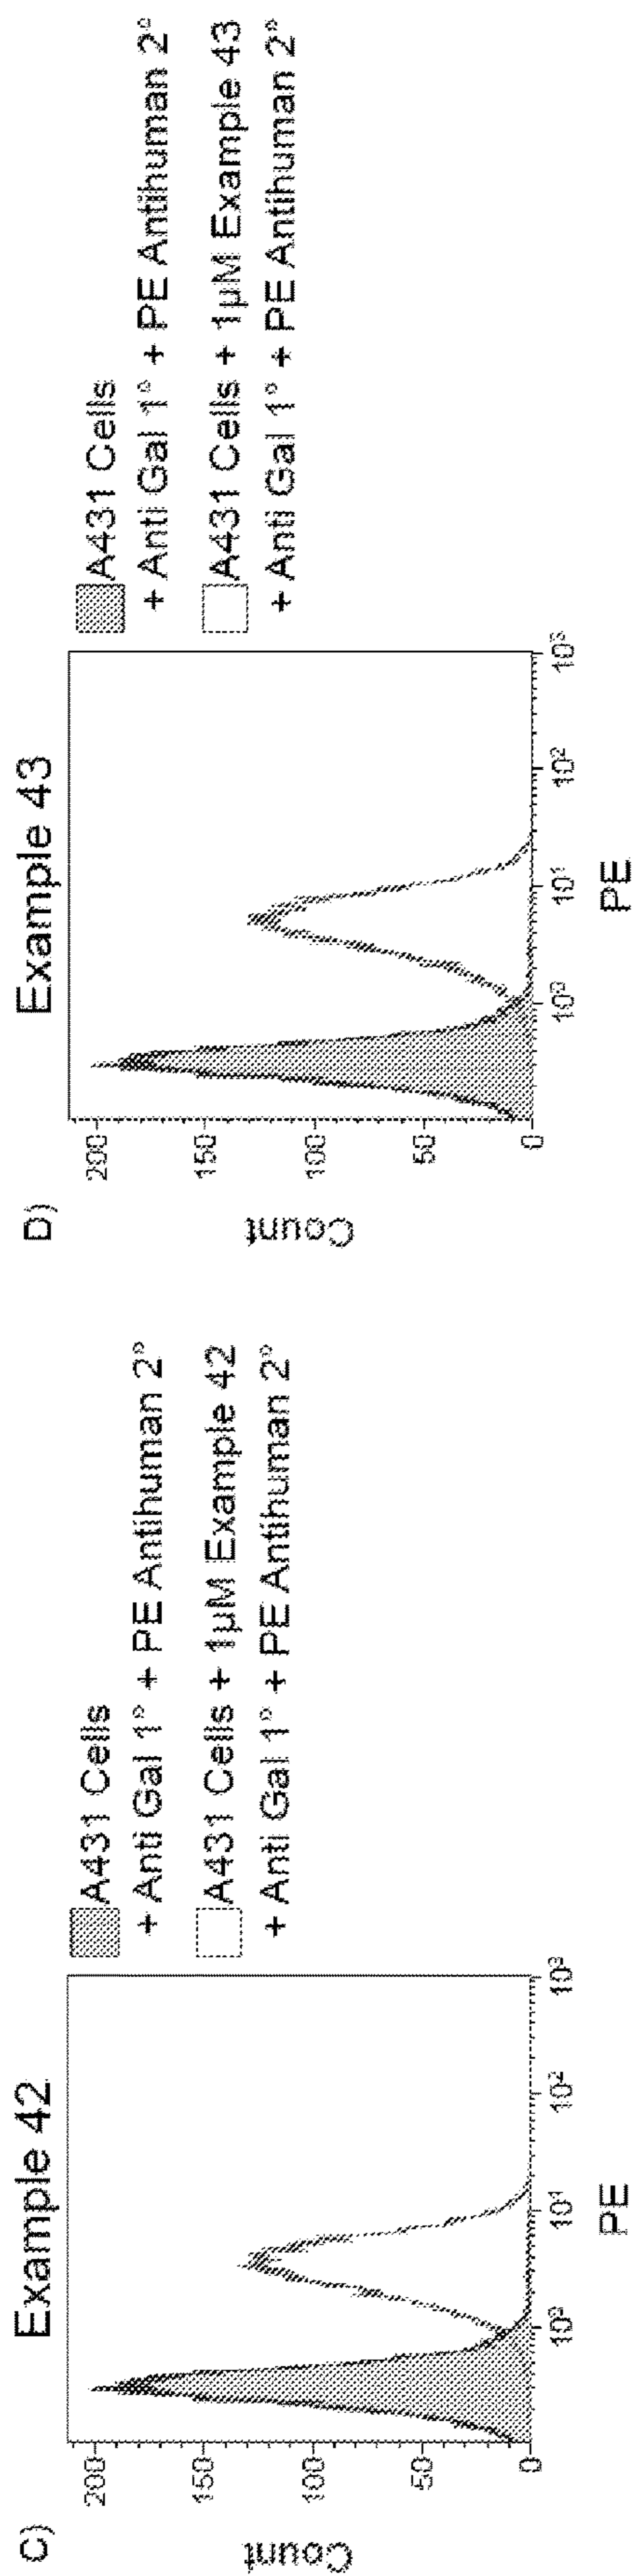 C)
Example 42
200
150
100
50
0
Count
10⁰
10¹
10²
10³
PE
A431 Cells
+ Anti Gal 1° + PE Antihuman 2°
A431 Cells + 1µM Example 42
+ Anti Gal 1° + PE Antihuman 2°
D)
Example 43
200
150
100
50
0
Count
10⁰
10¹
10²
10³
PE
A431 Cells
+ Anti Gal 1° + PE Antihuman 2°
A431 Cells + 1µM Example 43
+ Anti Gal 1° + PE Antihuman 2°